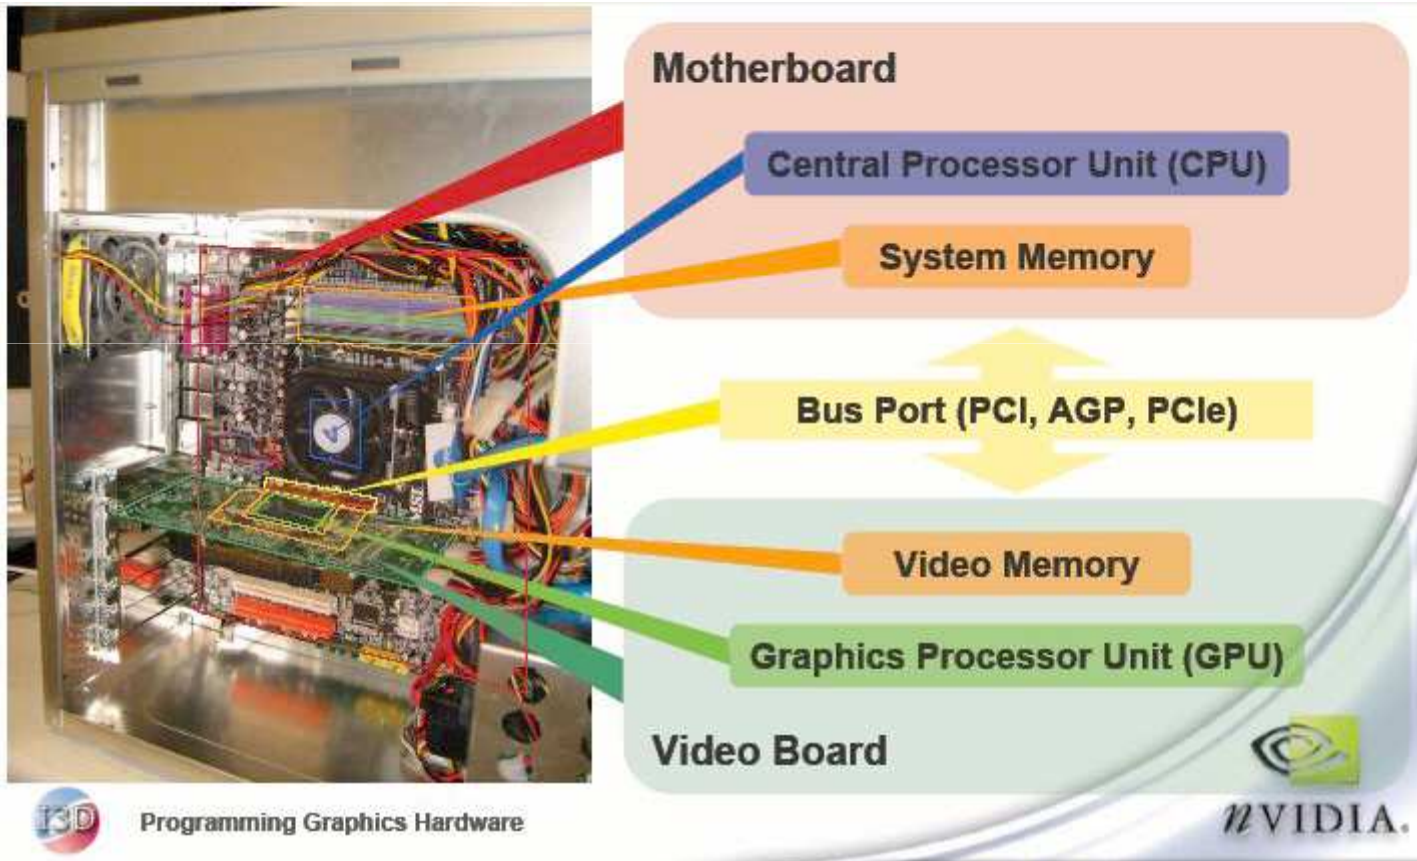 Motherboard
Central Processor Unit (CPU)
System Memory
Bus Port (PCI, AGP, PCIe)
Video Memory
Graphics Processor Unit (GPU)
Video Board
I3D
Programming Graphics Hardware
nVIDIA.